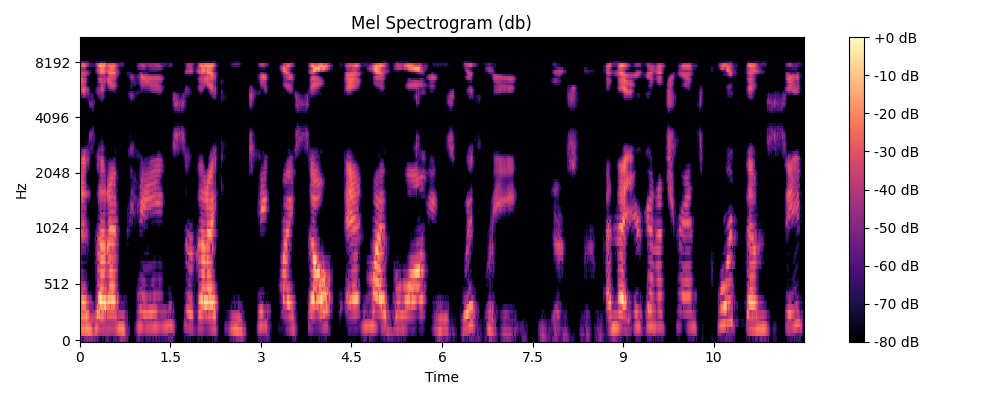 Mel Spectrogram (db)
8192
4096
2048
1024
512
0
Hz
0 1.5 3 4.5 6 7.5 9 10
Time
+0 dB
-10 dB
-20 dB
-30 dB
-40 dB
-50 dB
-60 dB
-70 dB
-80 dB